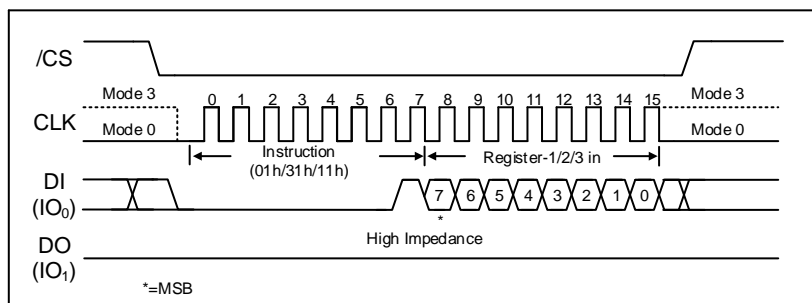 /CS
Mode 3 0 1 2 3 4 5 6 7 8 9 10 11 12 13 14 15 Mode 3
CLK
Mode 0 Mode 0
Instruction Register-1/2/3 in
(01h/31h/11h)
DI
(IO0) 7 6 5 4 3 2 1 0
*
High Impedance
DO
(IO1)
*=MSB